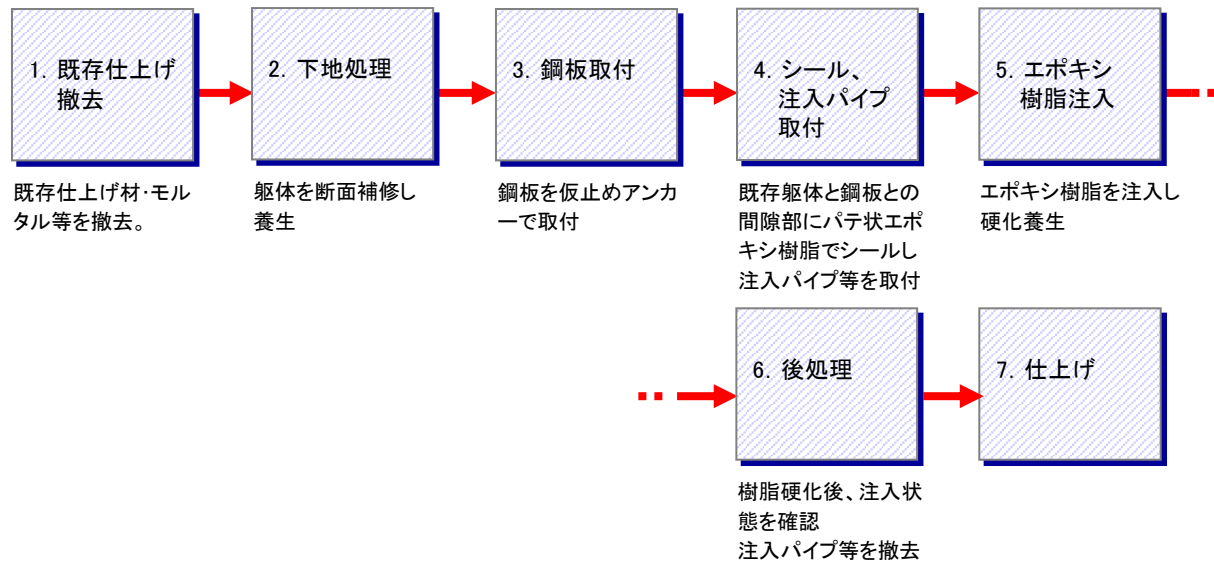 1. 既存仕上げ
撤去
既存仕上げ材・モル
タル等を撤去。
2. 下地処理
躯体を断面補修し
養生
3. 鋼板取付
鋼板を仮止めアンカ
ーで取付
4. シール、
注入パイプ
取付
既存躯体と鋼板との
間隙部にパテ状エポ
キシ樹脂でシールし
注入パイプ等を取付
5. エポキシ
樹脂注入
エポキシ樹脂を注入し
硬化養生
6. 後処理
樹脂硬化後、注入状
態を確認
注入パイプ等を撤去
7. 仕上げ